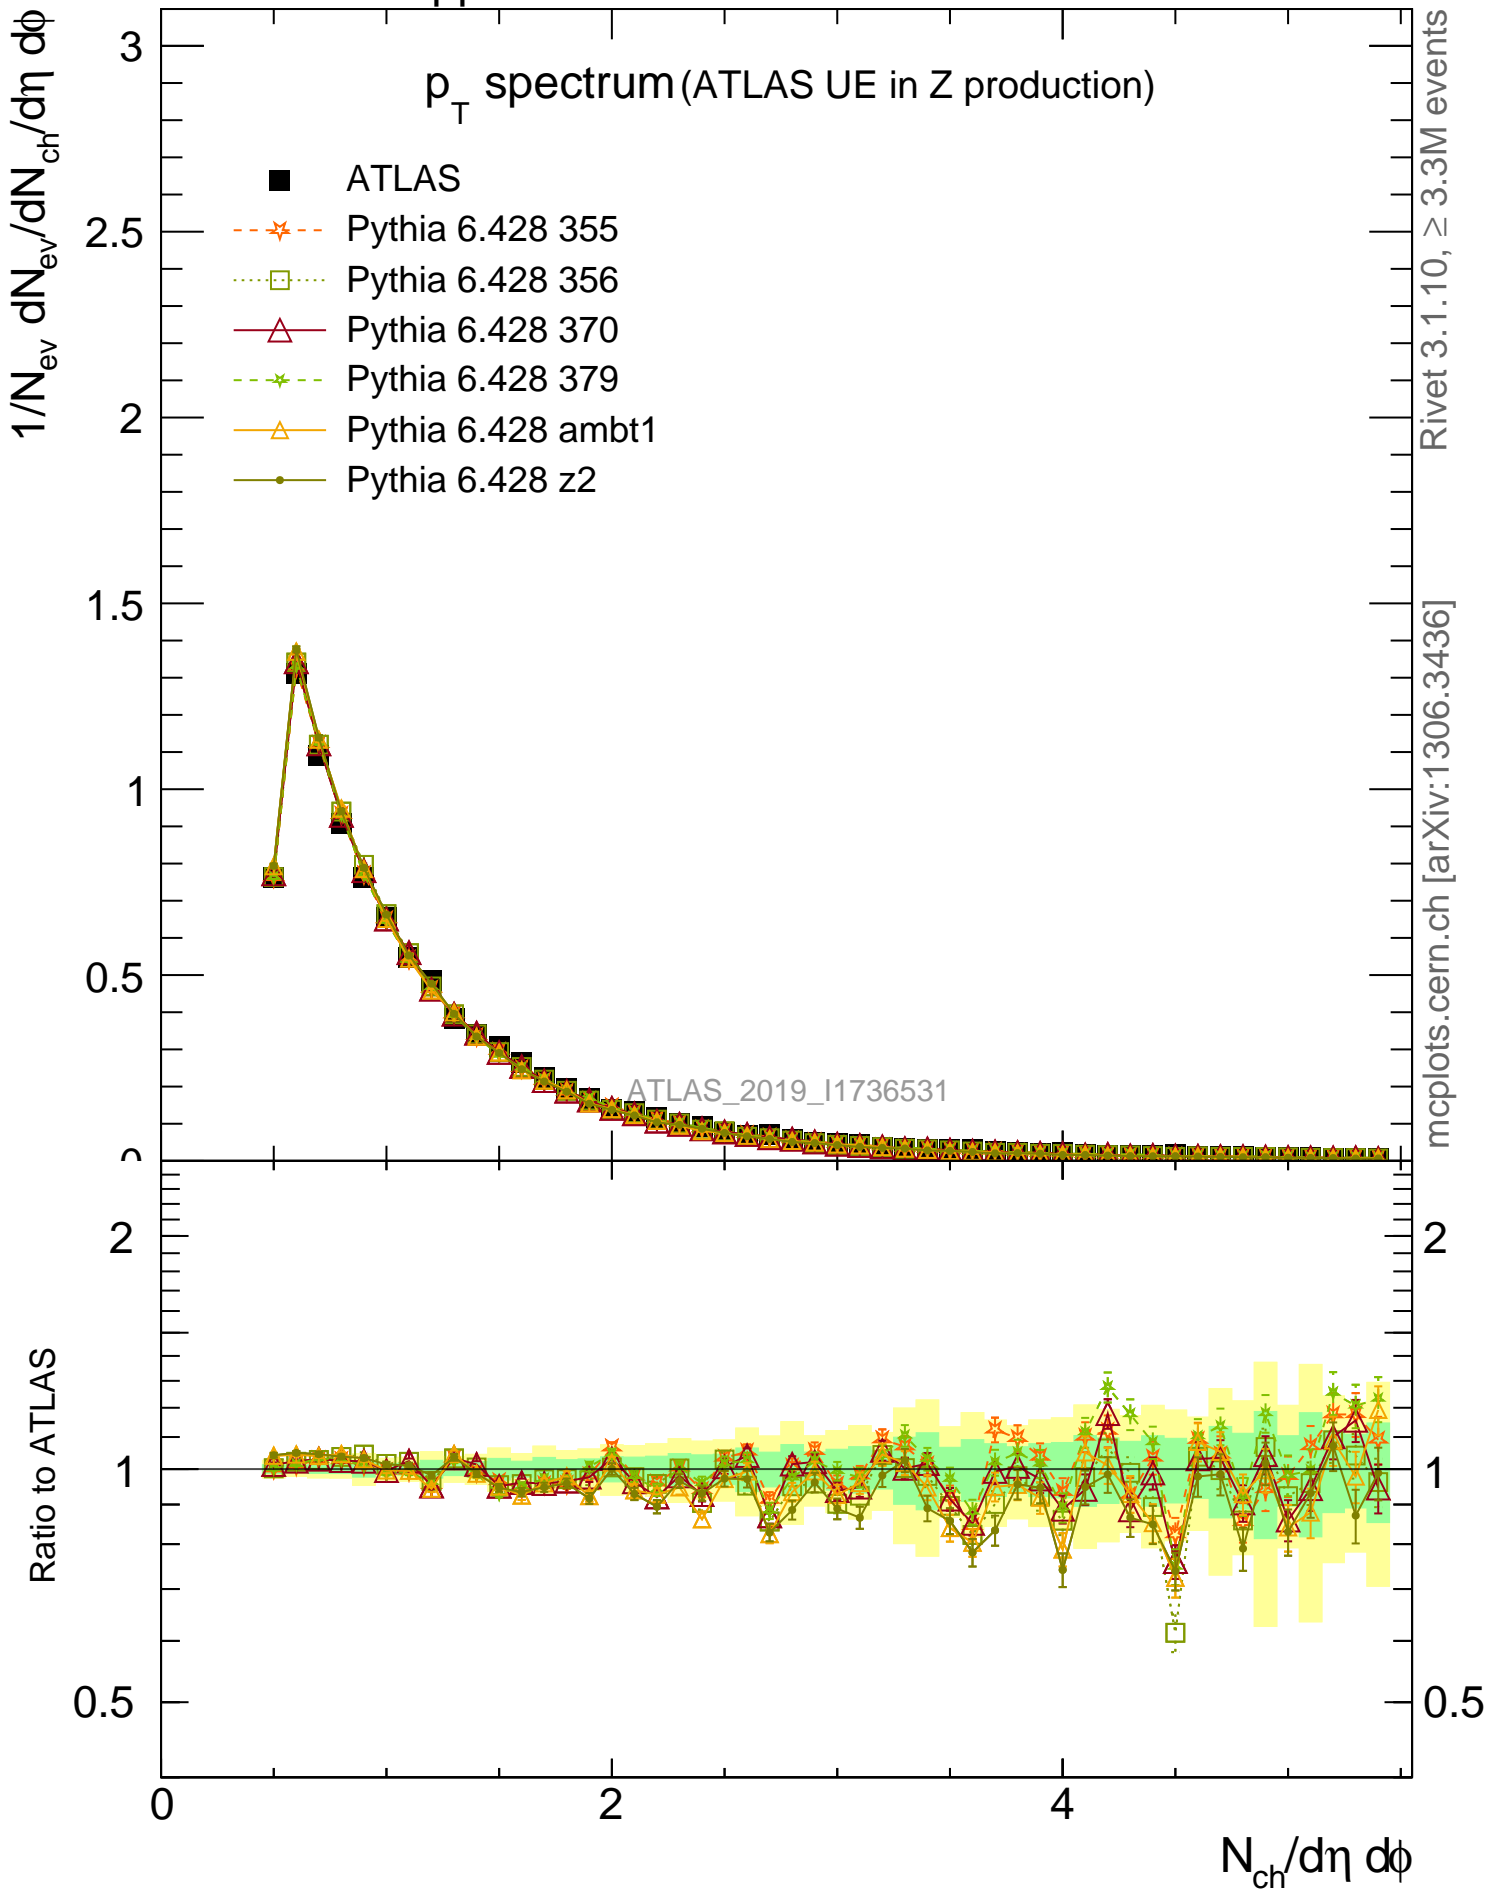 pp
1/N_ev dN_ev/dN_ch/dη dϕ
p_T spectrum (ATLAS UE in Z production)
ATLAS
Pythia 6.428 355
Pythia 6.428 356
Pythia 6.428 370
Pythia 6.428 379
Pythia 6.428 ambt1
Pythia 6.428 z2
3
2.5
2
1.5
1
0.5
0
ATLAS_2019_I1736531
Rivet 3.1.10, ≥ 3.3M events
mcplots.cern.ch [arXiv:1306.3436]
Ratio to ATLAS
2
1
0.5
2
1
0.5
0
2
4
N_ch/dη dϕ